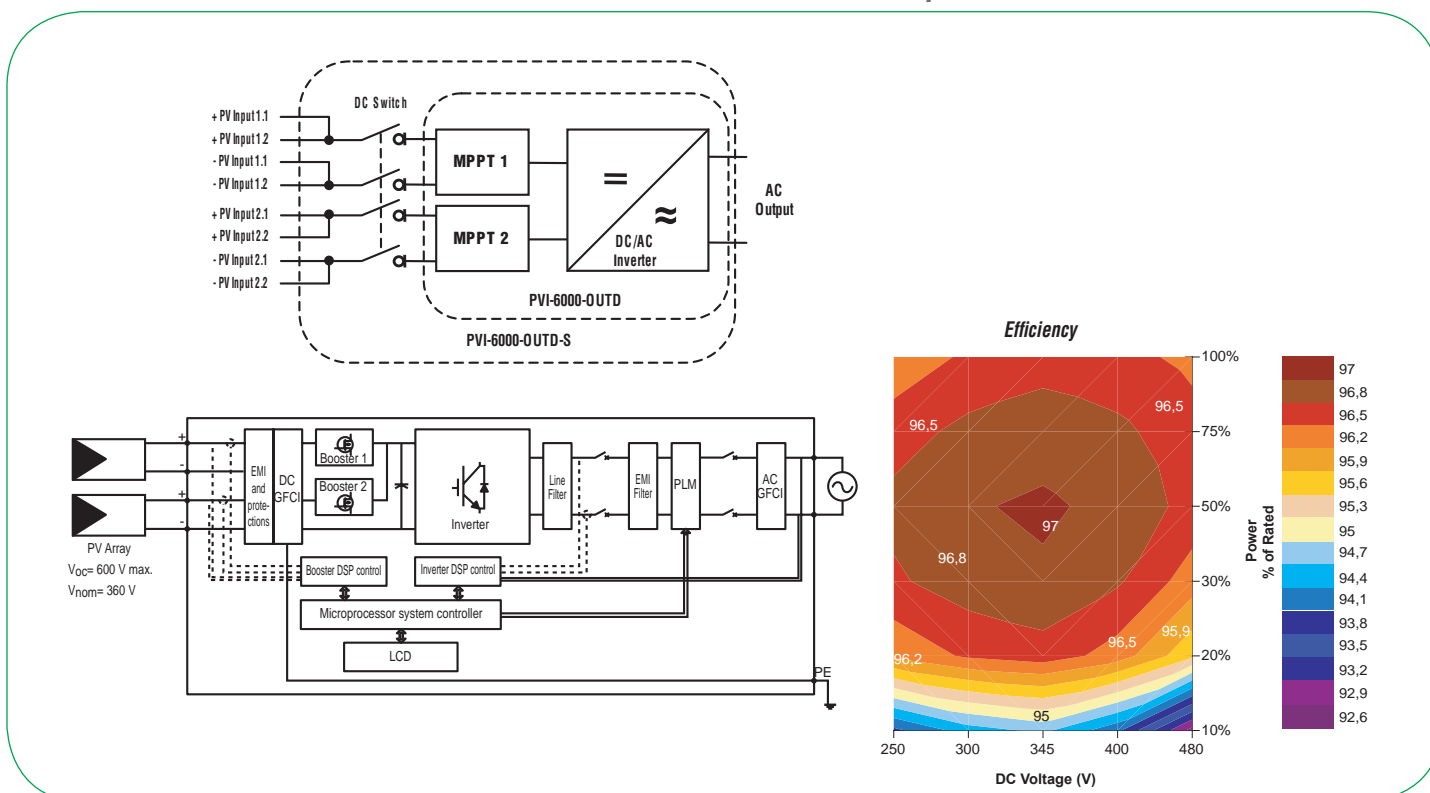 DC Switch
+ PV Input 1.1
+ PV Input 1.2
- PV Input 1.1
- PV Input 1.2
+ PV Input 2.1
+ PV Input 2.2
- PV Input 2.1
- PV Input 2.2
MPPT 1
MPPT 2
=
≈
DC/AC
Inverter
AC
Output
PVI-6000-OUTD
PVI-6000-OUTD-S
+
-
+
-
PV Array
Voc= 600 V max.
Vnom= 360 V
EMI
and
prote-
ctions
DC
GFCI
Booster 1
Booster 2
Inverter
Line
Filter
EMI
Filter
PLM
AC
GFCI
Booster DSP control
Inverter DSP control
Microprocessor system controller
LCD
PE
Efficiency
96,5
96,5
97
96,8
96,5
95,9
96,2
95
100%
75%
50%
30%
20%
10%
Power
% of Rated
250
300
345
400
480
DC Voltage (V)
97
96,8
96,5
96,2
95,9
95,6
95,3
95
94,7
94,4
94,1
93,8
93,5
93,2
92,9
92,6